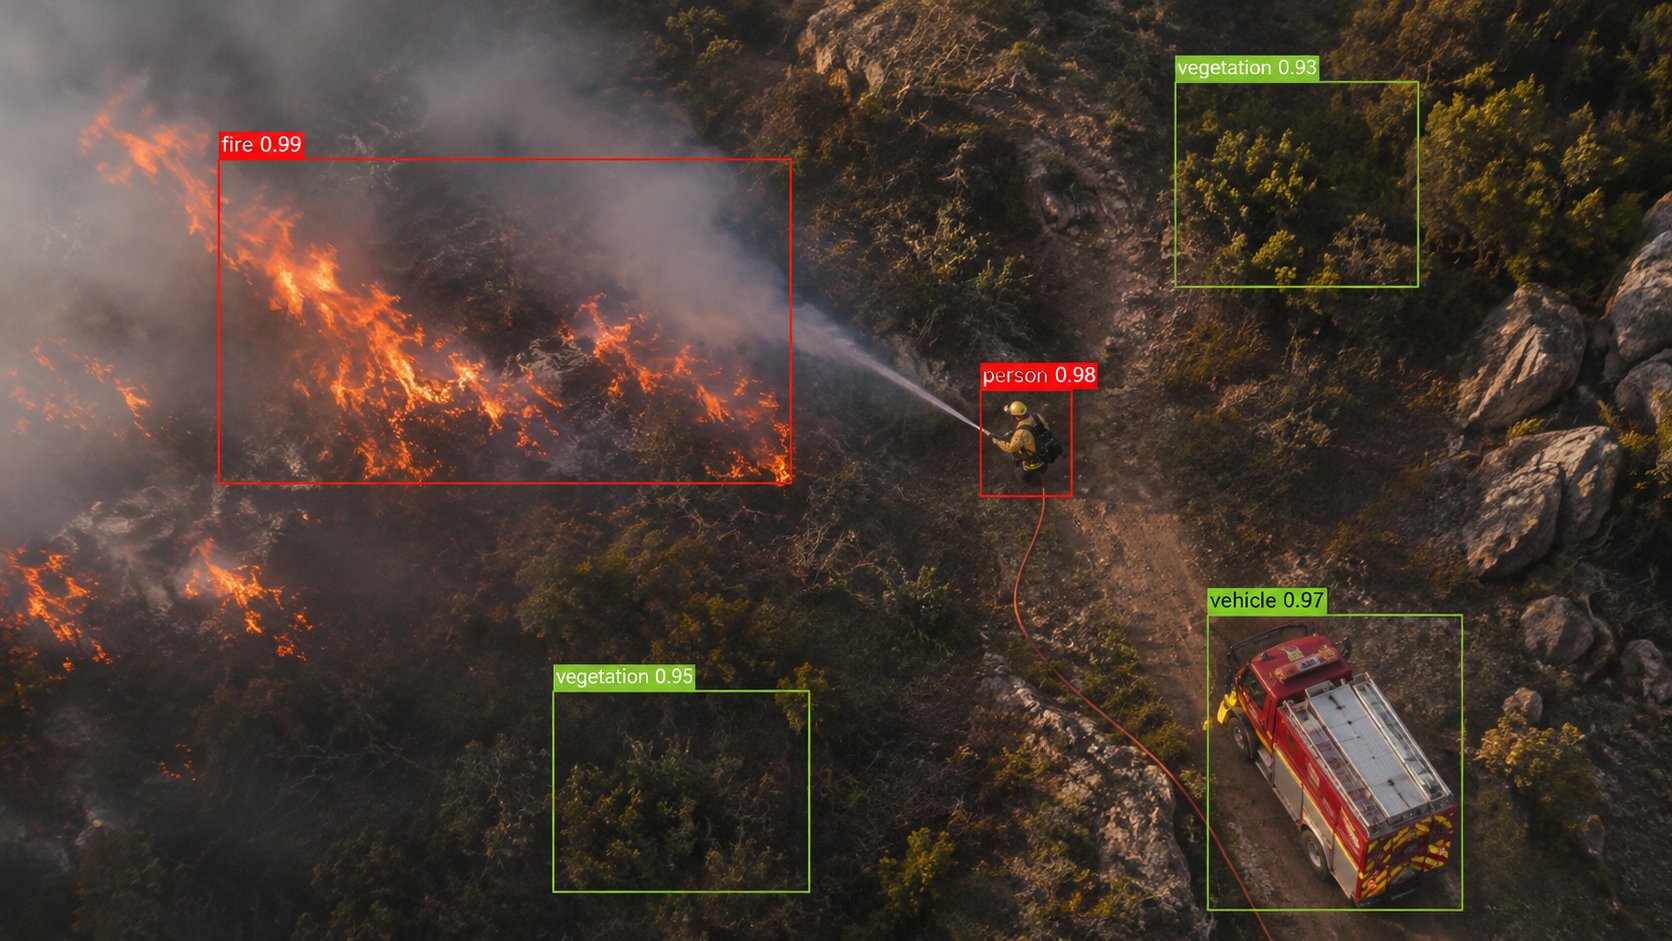 vegetation 0.93
fire 0.99
person 0.98
vehicle 0.97
vegetation 0.95